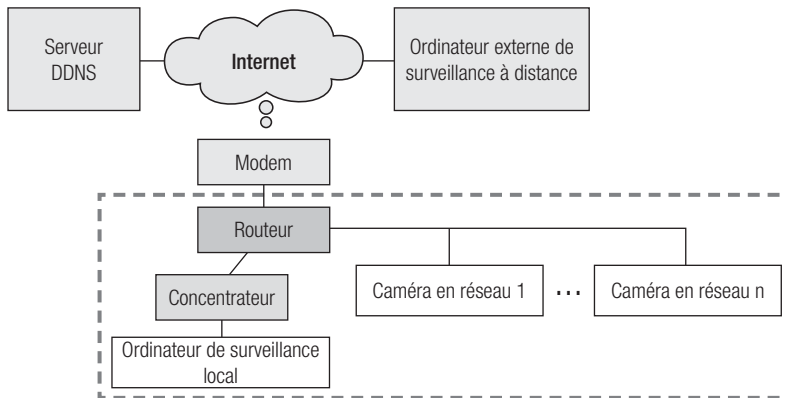 Serveur
DDNS
Internet
Ordinateur externe de
surveillance à distance
Modem
Routeur
Concentrateur
Caméra en réseau 1
...
Caméra en réseau n
Ordinateur de surveillance
local